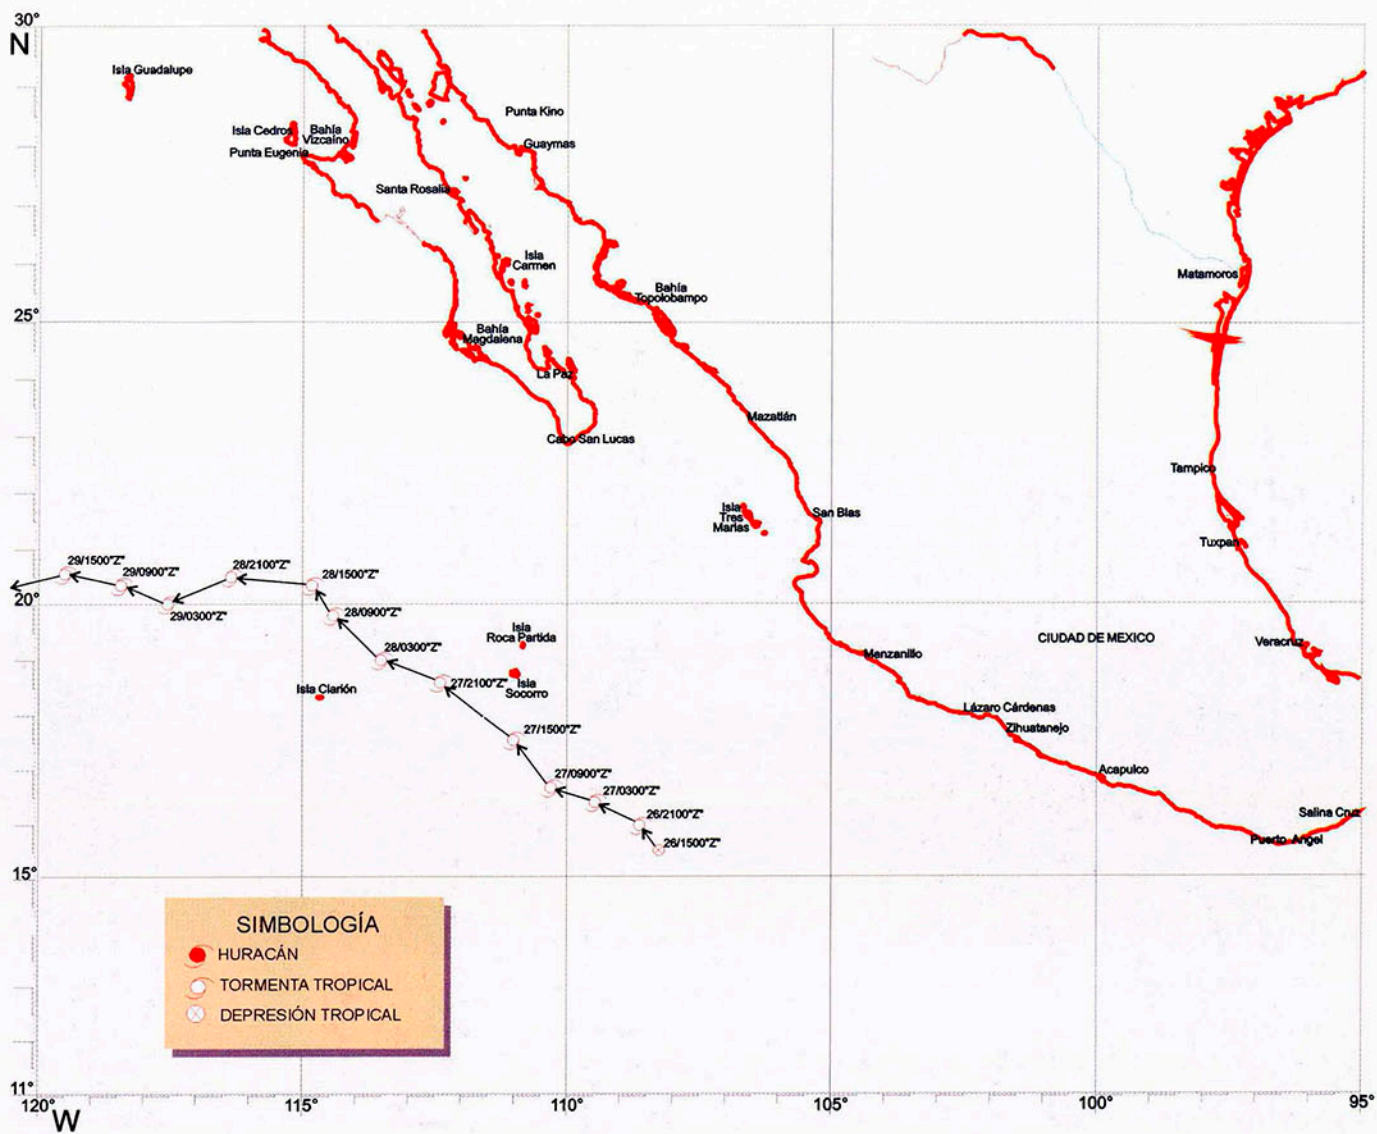 30°
N
Isla Guadalupe
Punta Kino
Isla Cedros
Bahía
Vizcaíno
Guaymas
Punta Eugenia
Santa Rosalia
Isla
Carmen
Matamoros
Bahía
Topolobampo
25°
Bahía
Magdalena
La Paz
Mazatlán
Cabo San Lucas
Tampico
Isla
Tres
Marias
San Blas
Tuxpan
29/1500"Z"
29/0900"Z"
28/2100"Z"
28/1500"Z"
20°
29/0300"Z"
28/0900"Z"
Isla
Roca Partida
CIUDAD DE MEXICO
Veracruz
28/0300"Z"
Manzanillo
27/2100"Z"
Isla
Socorro
Isla Clarión
Lázaro Cárdenas
Zihuatanejo
27/1500"Z"
Acapulco
27/0900"Z"
27/0300"Z"
26/2100"Z"
Salina Cruz
26/1500"Z"
Puerto Angel
15°
SIMBOLOGÍA
HURACÁN
TORMENTA TROPICAL
DEPRESIÓN TROPICAL
11°
120°
115°
110°
105°
100°
95°
W